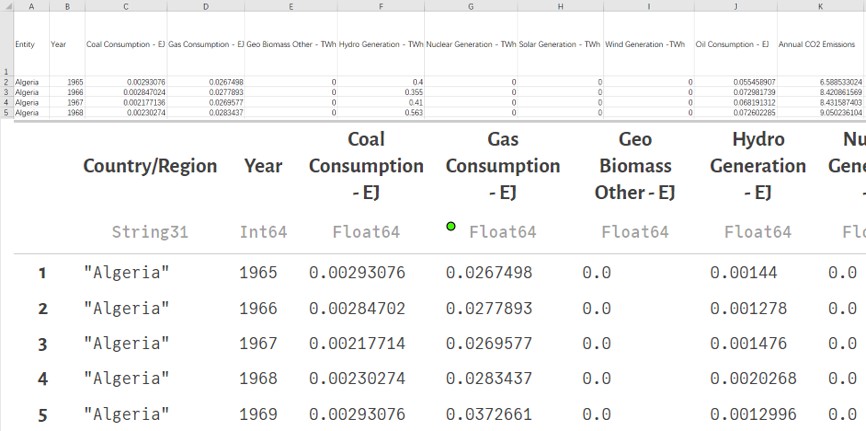 A B C D E F G H I J K
Entity Year Coal Consumption - EJ Gas Consumption - EJ Geo Biomass Other - TWh Hydro Generation - TWh Nuclear Generation - TWh Solar Generation - TWh Wind Generation -TWh Oil Consumption - EJ Annual CO2 Emissions
1
2 Algeria 1965 0.00293076 0.0267498 0 0.4 0 0 0 0.055458907 6.588533024
3 Algeria 1966 0.002847024 0.0277893 0 0.355 0 0 0 0.072981739 8.420861569
4 Algeria 1967 0.002177136 0.0269577 0 0.41 0 0 0 0.068191312 8.431587403
5 Algeria 1968 0.00230274 0.0283437 0 0.563 0 0 0 0.072602285 9.050236104
Coal Gas Geo Hydro Nu
Country/Region Year Consumption Consumption Biomass Generation Gene
- EJ - EJ Other - EJ - EJ
String31 Int64 Float64 Float64 Float64 Float64 Flo
1 "Algeria" 1965 0.00293076 0.0267498 0.0 0.00144 0.0
2 "Algeria" 1966 0.00284702 0.0277893 0.0 0.001278 0.0
3 "Algeria" 1967 0.00217714 0.0269577 0.0 0.001476 0.0
4 "Algeria" 1968 0.00230274 0.0283437 0.0 0.0020268 0.0
5 "Algeria" 1969 0.00293076 0.0372661 0.0 0.0012996 0.0